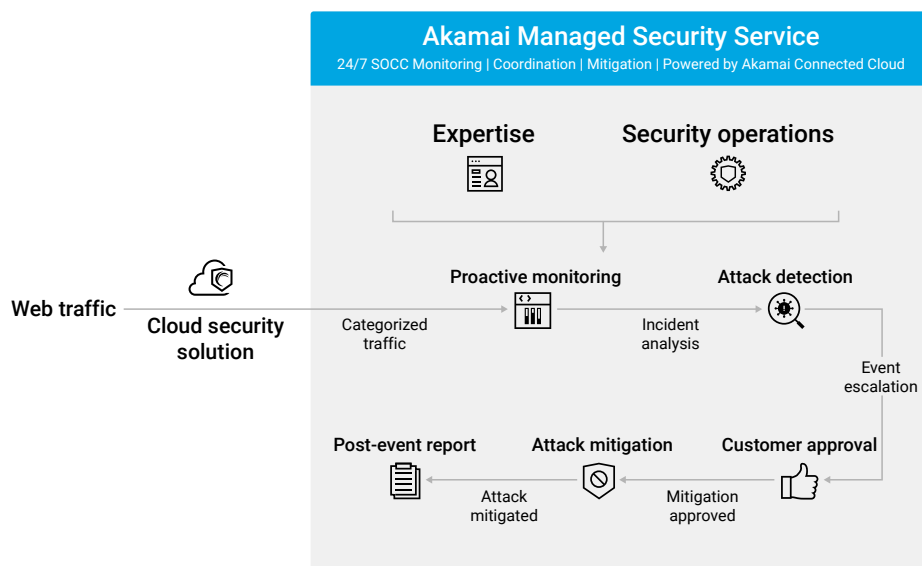 Akamai Managed Security Service
24/7 SOCC Monitoring | Coordination | Mitigation | Powered by Akamai Connected Cloud
Expertise
Security operations
Proactive monitoring
Attack detection
Web traffic
Cloud security
solution
Categorized
traffic
Incident
analysis
Event
escalation
Customer approval
Attack mitigation
Post-event report
Mitigation
approved
Attack
mitigated